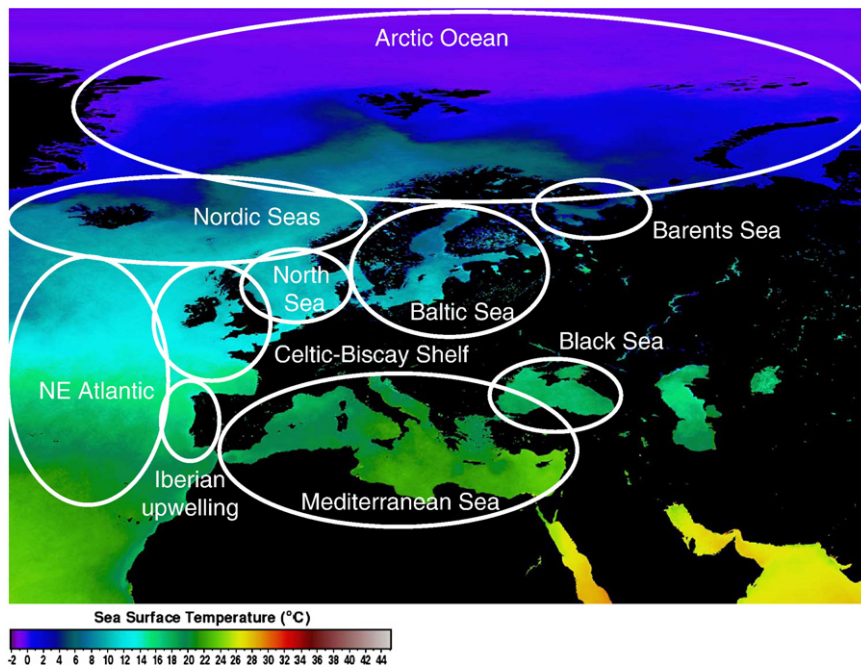 Arctic Ocean
Nordic Seas
Barents Sea
North
Sea
Baltic Sea
Black Sea
Celtic-Biscay Shelf
NE Atlantic
Iberian
upwelling
Mediterranean Sea
Sea Surface Temperature (°C)
-2 0 2 4 6 8 10 12 14 16 18 20 22 24 26 28 30 32 34 36 38 40 42 44